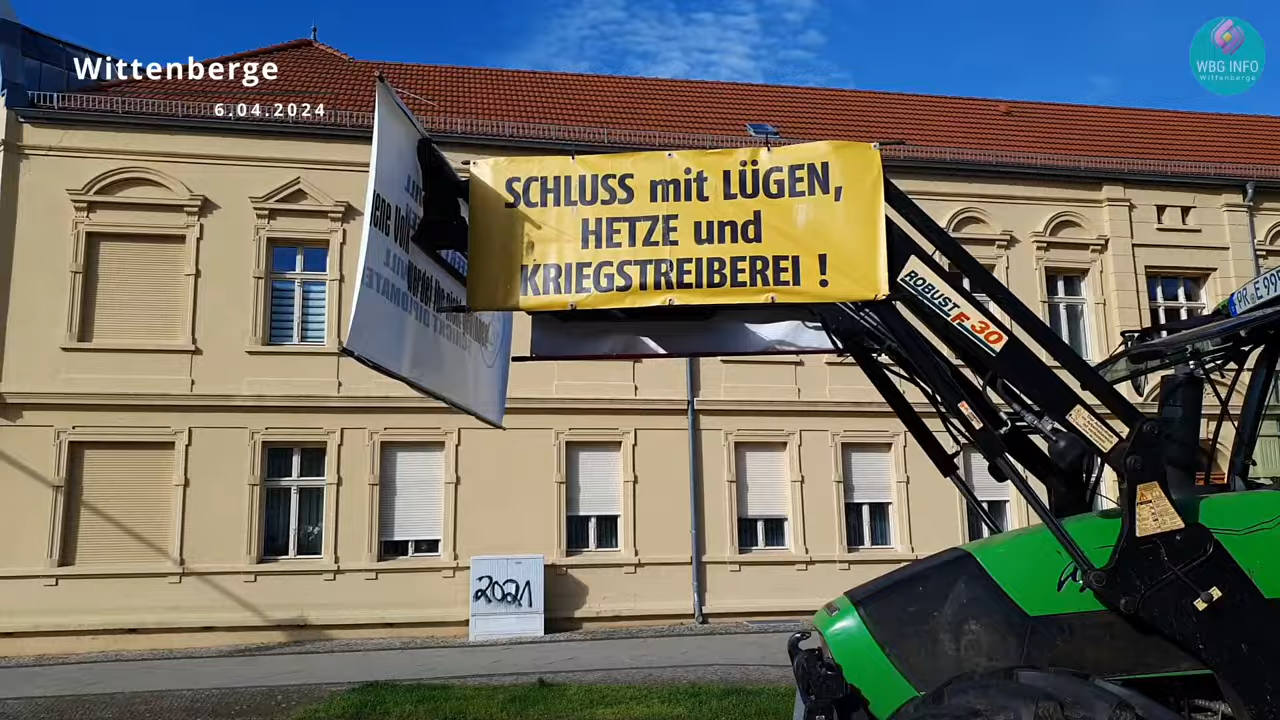 Wittenberge
6.04.2024
WBG INFO
Wittenberge
SCHLUSS mit LÜGEN,
HETZE und
KRIEGSTREIBEREI !
ROBUST F30
2021